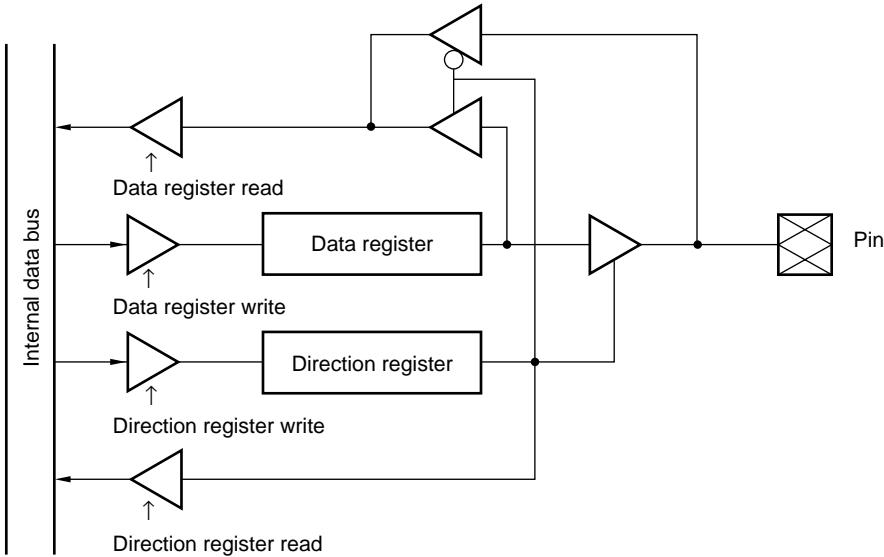 Internal data bus
Data register read
Data register
Pin
Data register write
Direction register
Direction register write
Direction register read